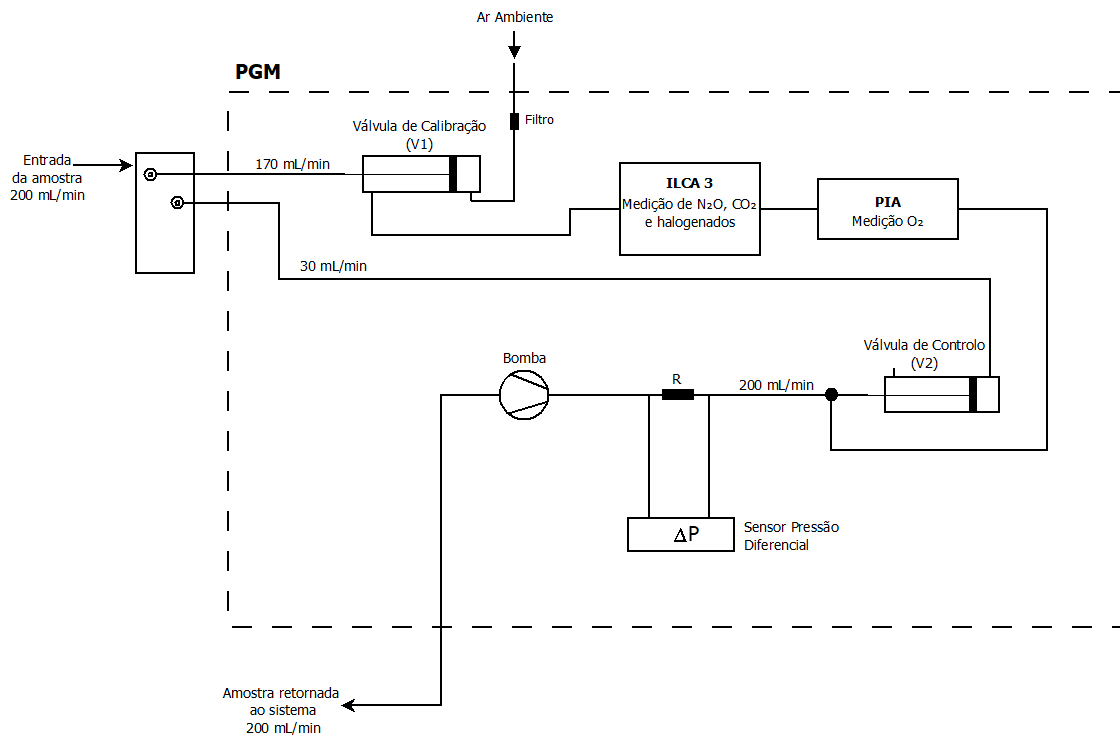 Ar Ambiente
PGM
Filtro
Válvula de Calibração
(V1)
Entrada
da amostra
200 mL/min
170 mL/min
ILCA 3
Medição de N₂O, CO₂
e halogenados
PIA
Medição O₂
30 mL/min
Válvula de Controlo
(V2)
Bomba
R
200 mL/min
ΔP
Sensor Pressão
Diferencial
Amostra retornada
ao sistema
200 mL/min